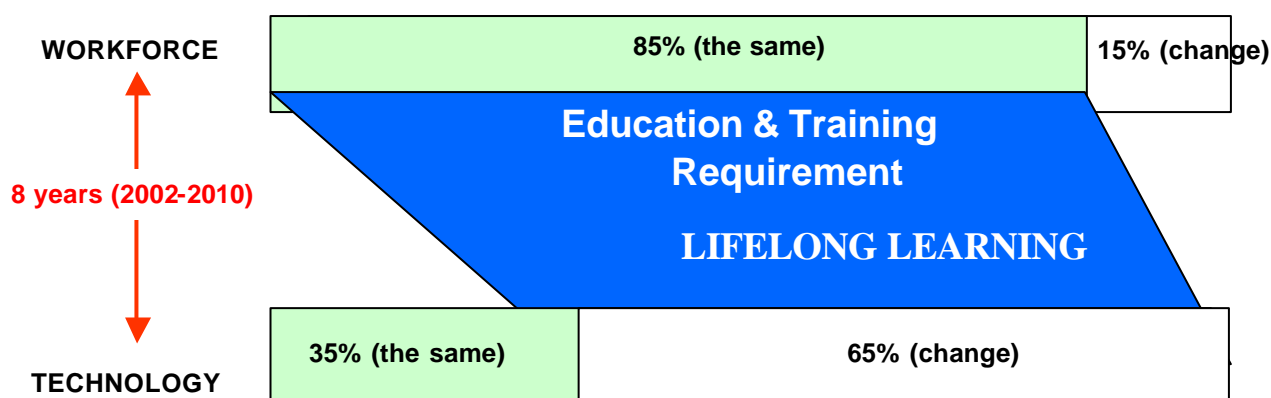 WORKFORCE
85% (the same)
15% (change)
Education & Training
Requirement
8 years (2002-2010)
LIFELONG LEARNING
35% (the same)
65% (change)
TECHNOLOGY